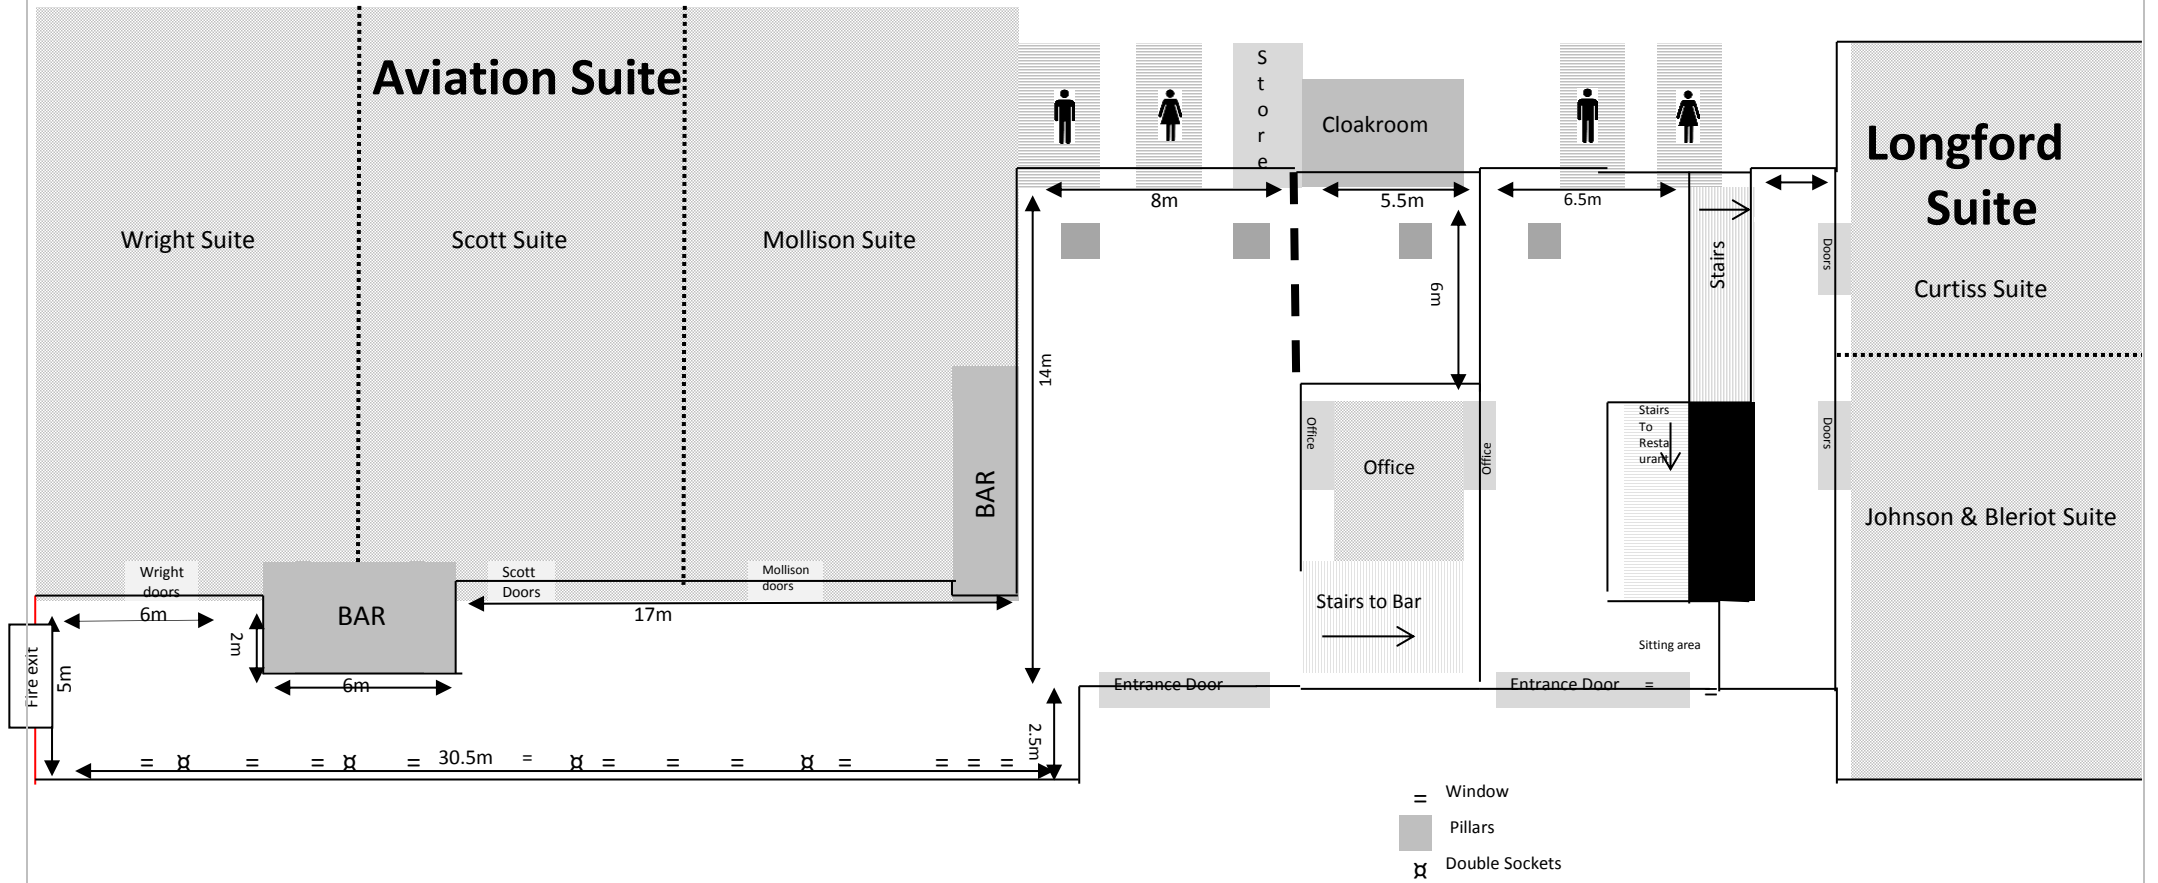 Aviation Suite
Wright Suite
Scott Suite
Mollison Suite
S
t
o
r
e
Cloakroom
Longford
Suite
Curtiss Suite
Johnson & Bleriot Suite
8m
5.5m
6.5m
14m
6m
Stairs
Doors
Doors
Stairs
To
Resta
urant
Office
Office
Office
BAR
Wright
doors
6m
2m
BAR
6m
Scott
Doors
Mollison
doors
17m
Fire exit
5m
Stairs to Bar
Sitting area
Entrance Door
Entrance Door =
=
2.5m
= ¤ = = ¤ = 30.5m = ¤ = = = ¤ = = = =
= Window
Pillars
¤ Double Sockets